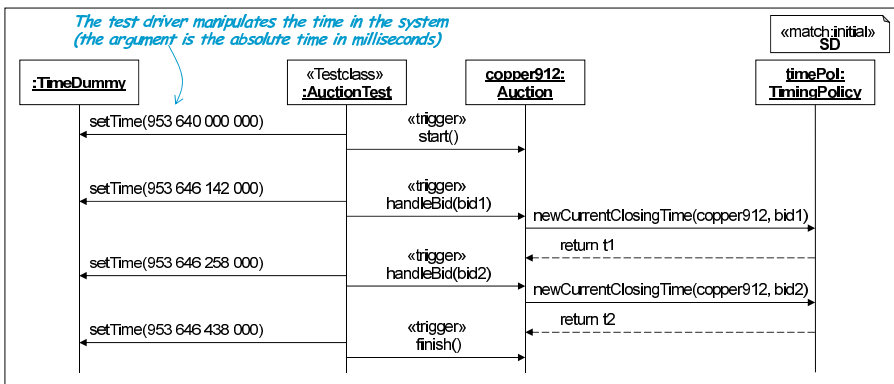 The test driver manipulates the time in the system
(the argument is the absolute time in milliseconds)
«match:initial»
SD
:TimeDummy
«Testclass»
:AuctionTest
copper912:
Auction
timePol:
TimingPolicy
setTime(953 640 000 000)
«trigger»
start()
setTime(953 646 142 000)
«trigger»
handleBid(bid1)
newCurrentClosingTime(copper912, bid1)
return t1
setTime(953 646 258 000)
«trigger»
handleBid(bid2)
newCurrentClosingTime(copper912, bid2)
return t2
setTime(953 646 438 000)
«trigger»
finish()